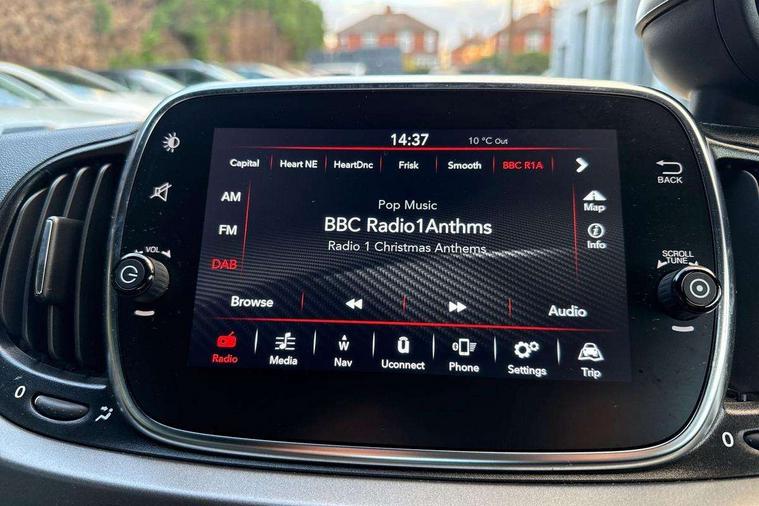 14:37
10 °C Out
Capital Heart NE HeartDnc Frisk Smooth BBC R1A
BACK
AM
Pop Music
Map
FM
BBC Radio1Anthms
Info
Radio 1 Christmas Anthems
DAB
VOL
SCROLL
TUNE
Browse
Audio
Radio Media Nav Uconnect Phone Settings Trip
W
0
0